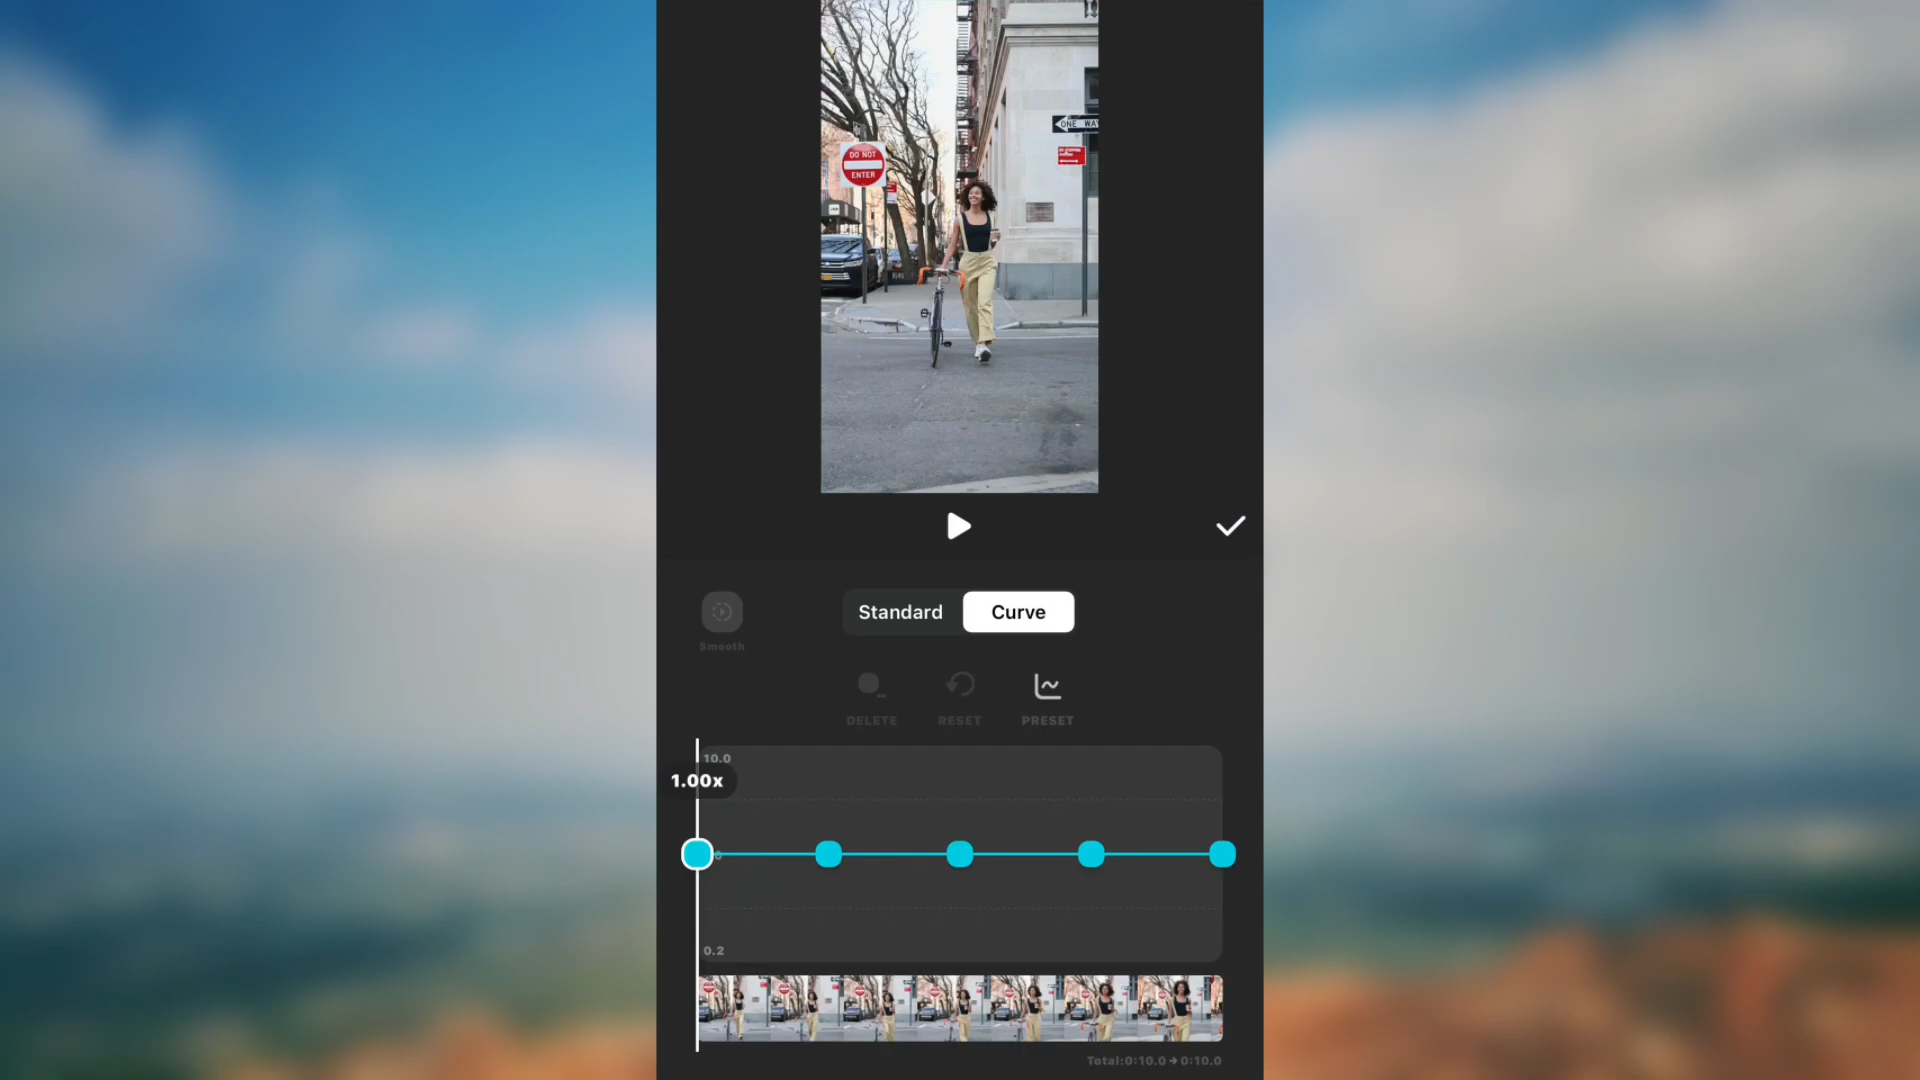 ONE WAY
DO NOT
ENTER
Standard
Curve
Smooth
DELETE
RESET
PRESET
10.0
1.00x
0.2
Total:0:10.0 → 0:10.0